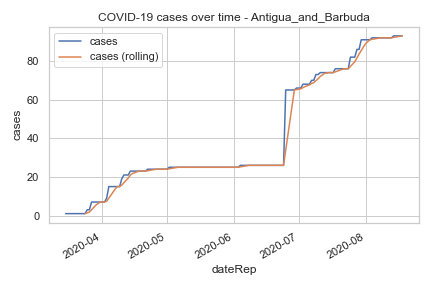 COVID-19 cases over time - Antigua_and_Barbuda
cases
cases (rolling)
cases
80
60
40
20
0
2020-04
2020-05
2020-06
2020-07
2020-08
dateRep